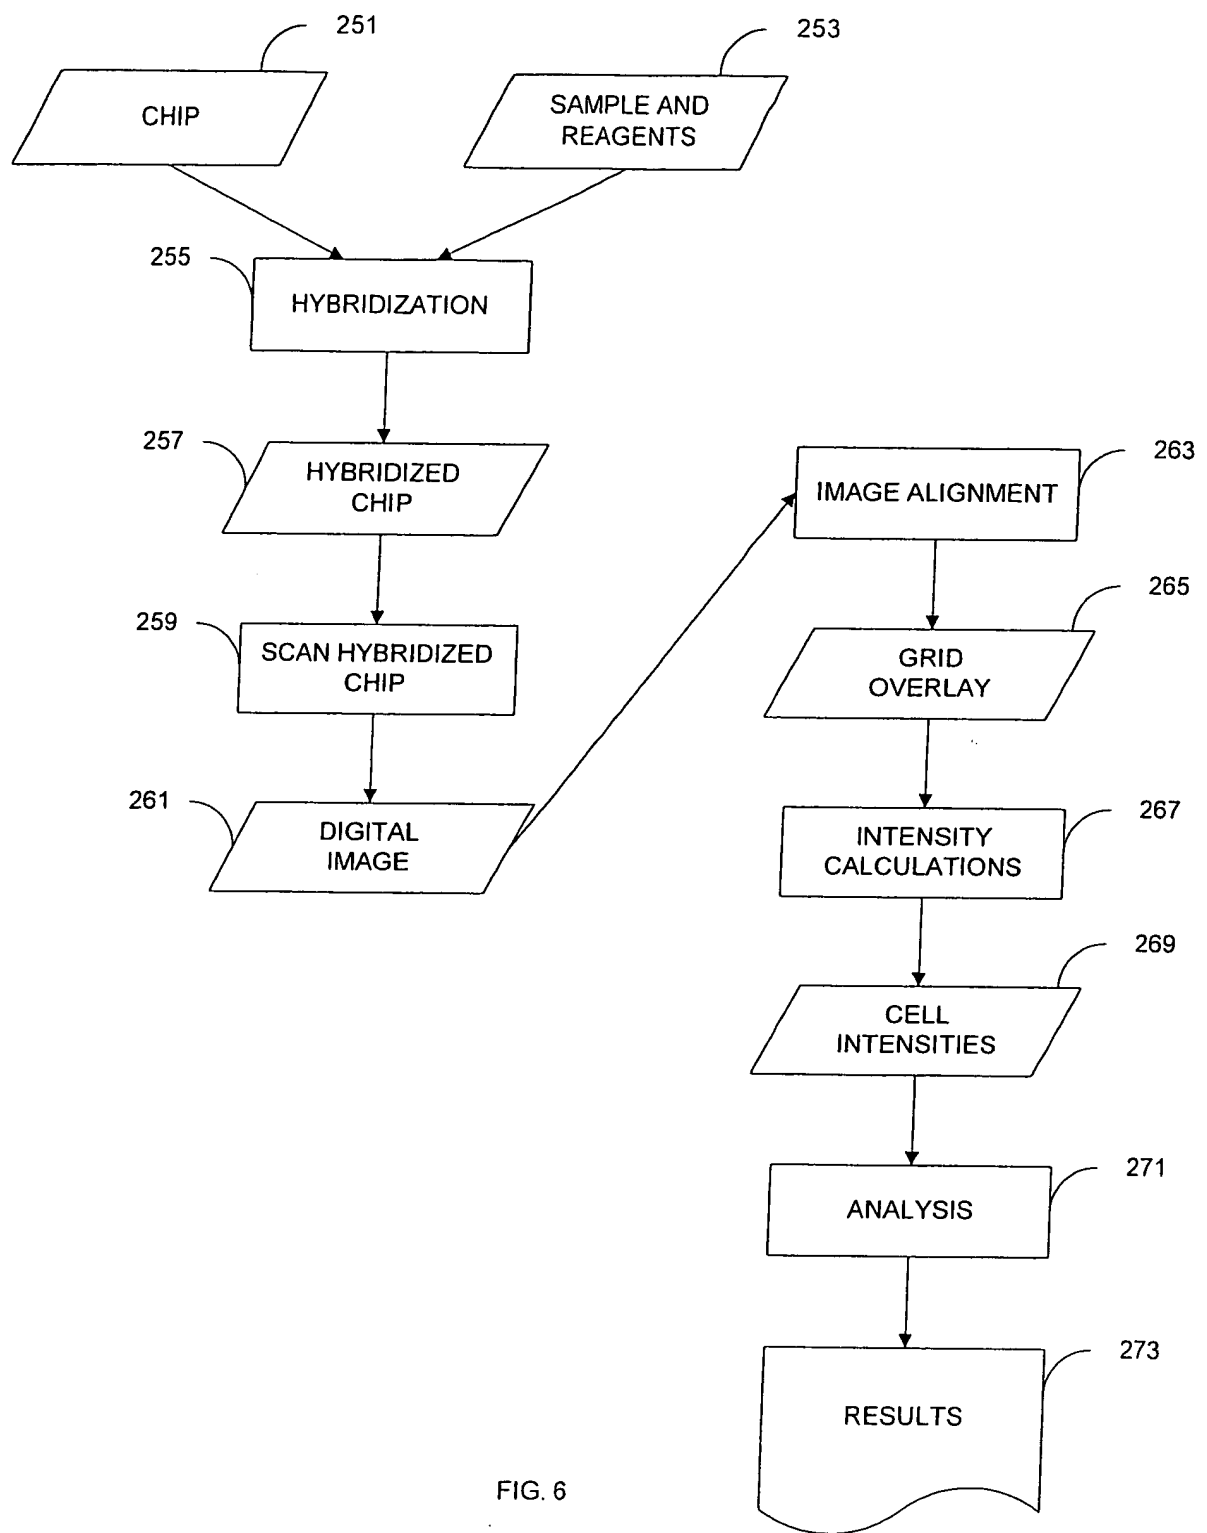 251
CHIP
253
SAMPLE AND
REAGENTS
255
HYBRIDIZATION
257
HYBRIDIZED
CHIP
259
SCAN HYBRIDIZED
CHIP
261
DIGITAL
IMAGE
263
IMAGE ALIGNMENT
265
GRID
OVERLAY
267
INTENSITY
CALCULATIONS
269
CELL
INTENSITIES
271
ANALYSIS
273
RESULTS
FIG. 6